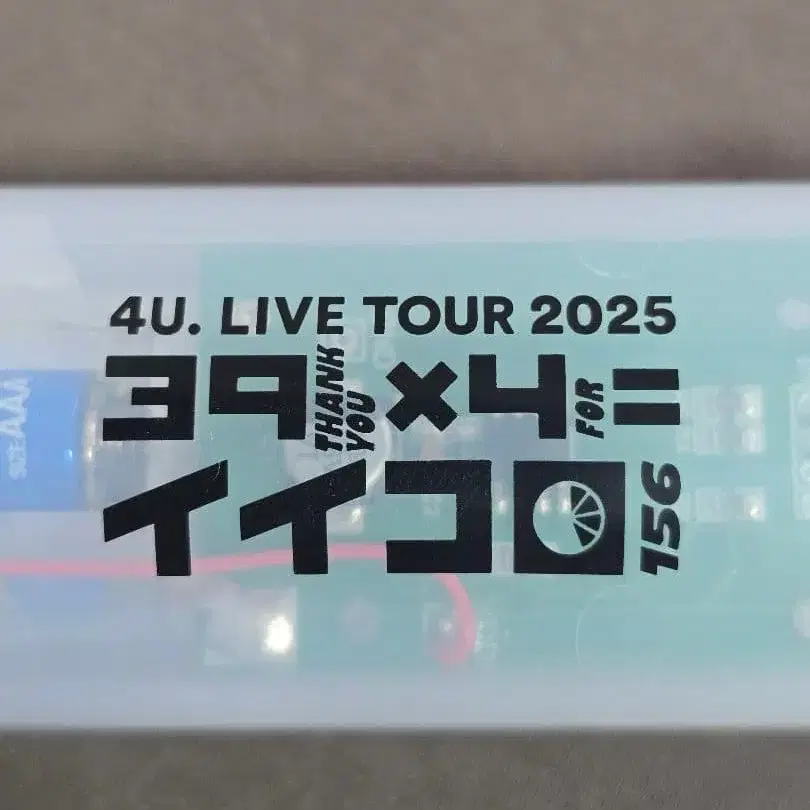 4U. LIVE TOUR 2025
39 THANK YOU ×4 FOR =
イイコロ 156
SIZE:AAA